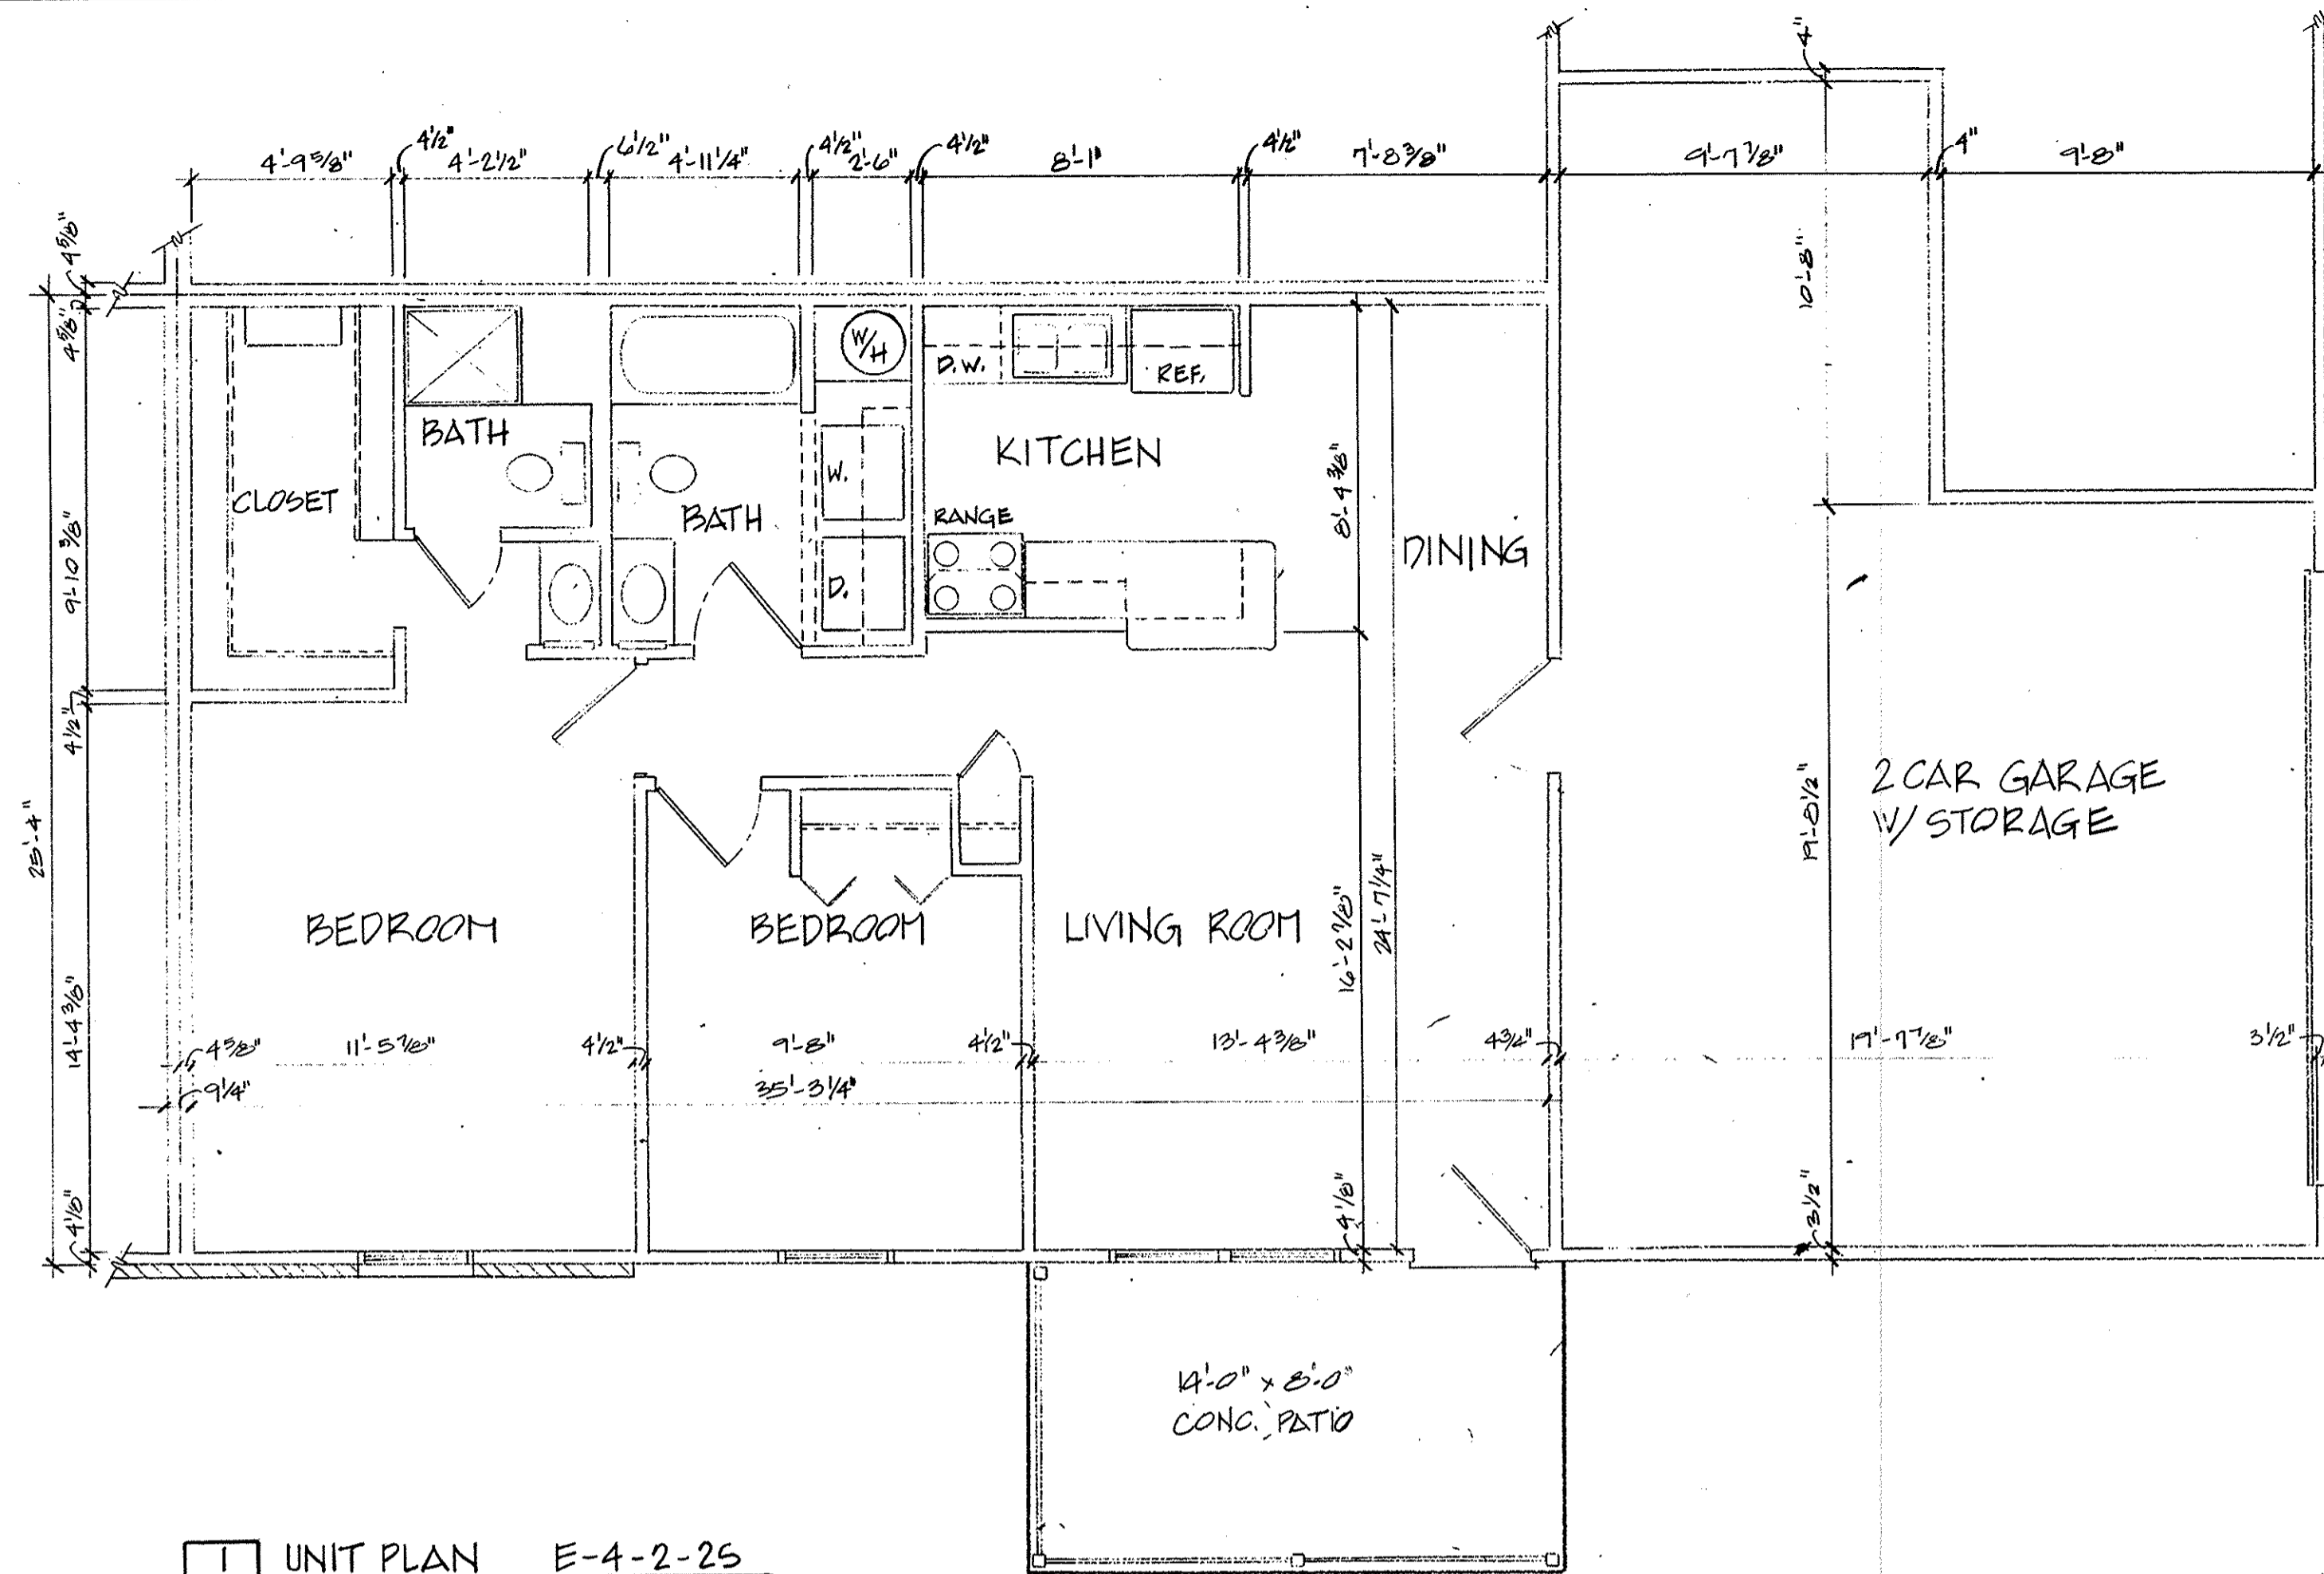 4"
4'-9 5/8"
4 1/2"
4'-2 1/2"
6 1/2"
4'-11 1/4"
4 1/2"
2'-6"
4 1/2"
8'-1"
4 1/2"
7'-8 3/8"
9'-7 7/8"
4"
9'-8"
4 5/8"
4 5/8"
10'-8"
W/H
D.W.
REF.
BATH
KITCHEN
W.
CLOSET
BATH
RANGE
8'-4 3/8"
DINING
9'-10 3/8"
D.
4 1/2"
25'-4"
2 CAR GARAGE
W/ STORAGE
19'-8 1/2"
BEDROOM
BEDROOM
LIVING ROOM
16'-2 7/8"
24'-7 1/4"
14'-4 3/8"
4 5/8"
11'-5 7/8"
4 1/2"
9'-8"
4 1/2"
13'-4 3/8"
4 3/4"
19'-7 7/8"
3 1/2"
9 1/4"
35'-3 1/4"
4 1/8"
4 1/8"
3 1/2"
14'-0" x 8'-0"
CONC. PATIO
1 UNIT PLAN E-4-2-2S